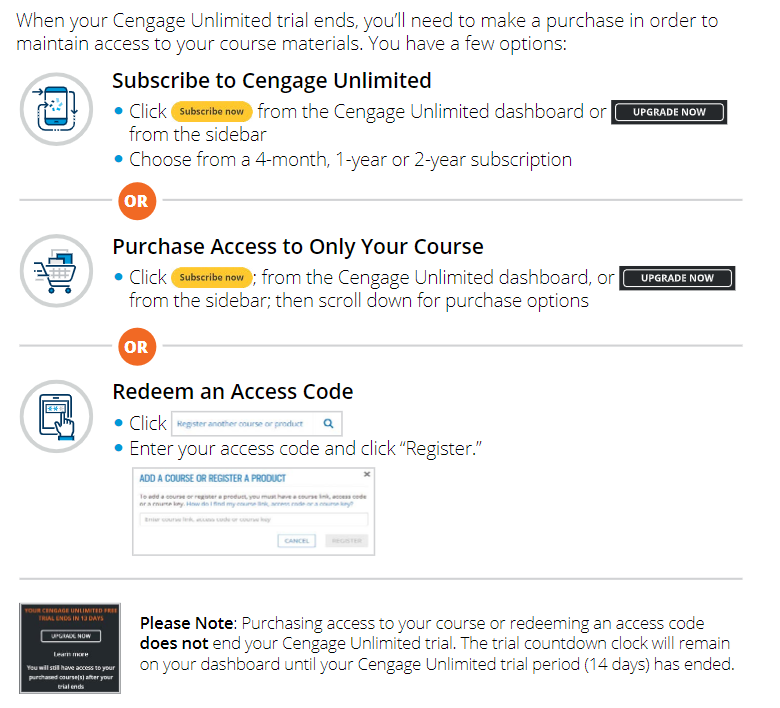 When your Cengage Unlimited trial ends, you'll need to make a purchase in order to
maintain access to your course materials. You have a few options:
Subscribe to Cengage Unlimited
• Click Subscribe now from the Cengage Unlimited dashboard or UPGRADE NOW
from the sidebar
• Choose from a 4-month, 1-year or 2-year subscription
OR
Purchase Access to Only Your Course
• Click Subscribe now; from the Cengage Unlimited dashboard, or UPGRADE NOW
from the sidebar; then scroll down for purchase options
OR
Redeem an Access Code
• Click Register another course or product
• Enter your access code and click “Register.”
ADD A COURSE OR REGISTER A PRODUCT
To add a course or register a product, you must have a course link, access code
or a course key. How do I find my course link, access code or a course key?
Enter course link, access code or course key
CANCEL REGISTER
YOUR CENGAGE UNLIMITED FREE
TRIAL ENDS IN 13 DAYS
UPGRADE NOW
Learn more
You will still have access to your
purchased course(s) after your
trial ends
Please Note: Purchasing access to your course or redeeming an access code
does not end your Cengage Unlimited trial. The trial countdown clock will remain
on your dashboard until your Cengage Unlimited trial period (14 days) has ended.